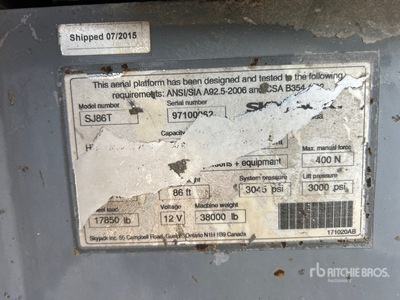 Shipped 07/2015
This aerial platform has been designed and tested to the following
requirements: ANSI/SIA A92.5-2006 and CSA B354
Model number Serial number
SJ86T
Capacity
Max. manual force
equipment 400 N
System pressure Lift pressure
86 ft 3045 psi 3000 psi
Voltage Machine weight
17850 lb 12 V 38000 lb
171020AB
Skyjack Inc. 55 Campbell Road, Guelph, Ontario N1H 1B9 Canada
rb RITCHIE BROS.